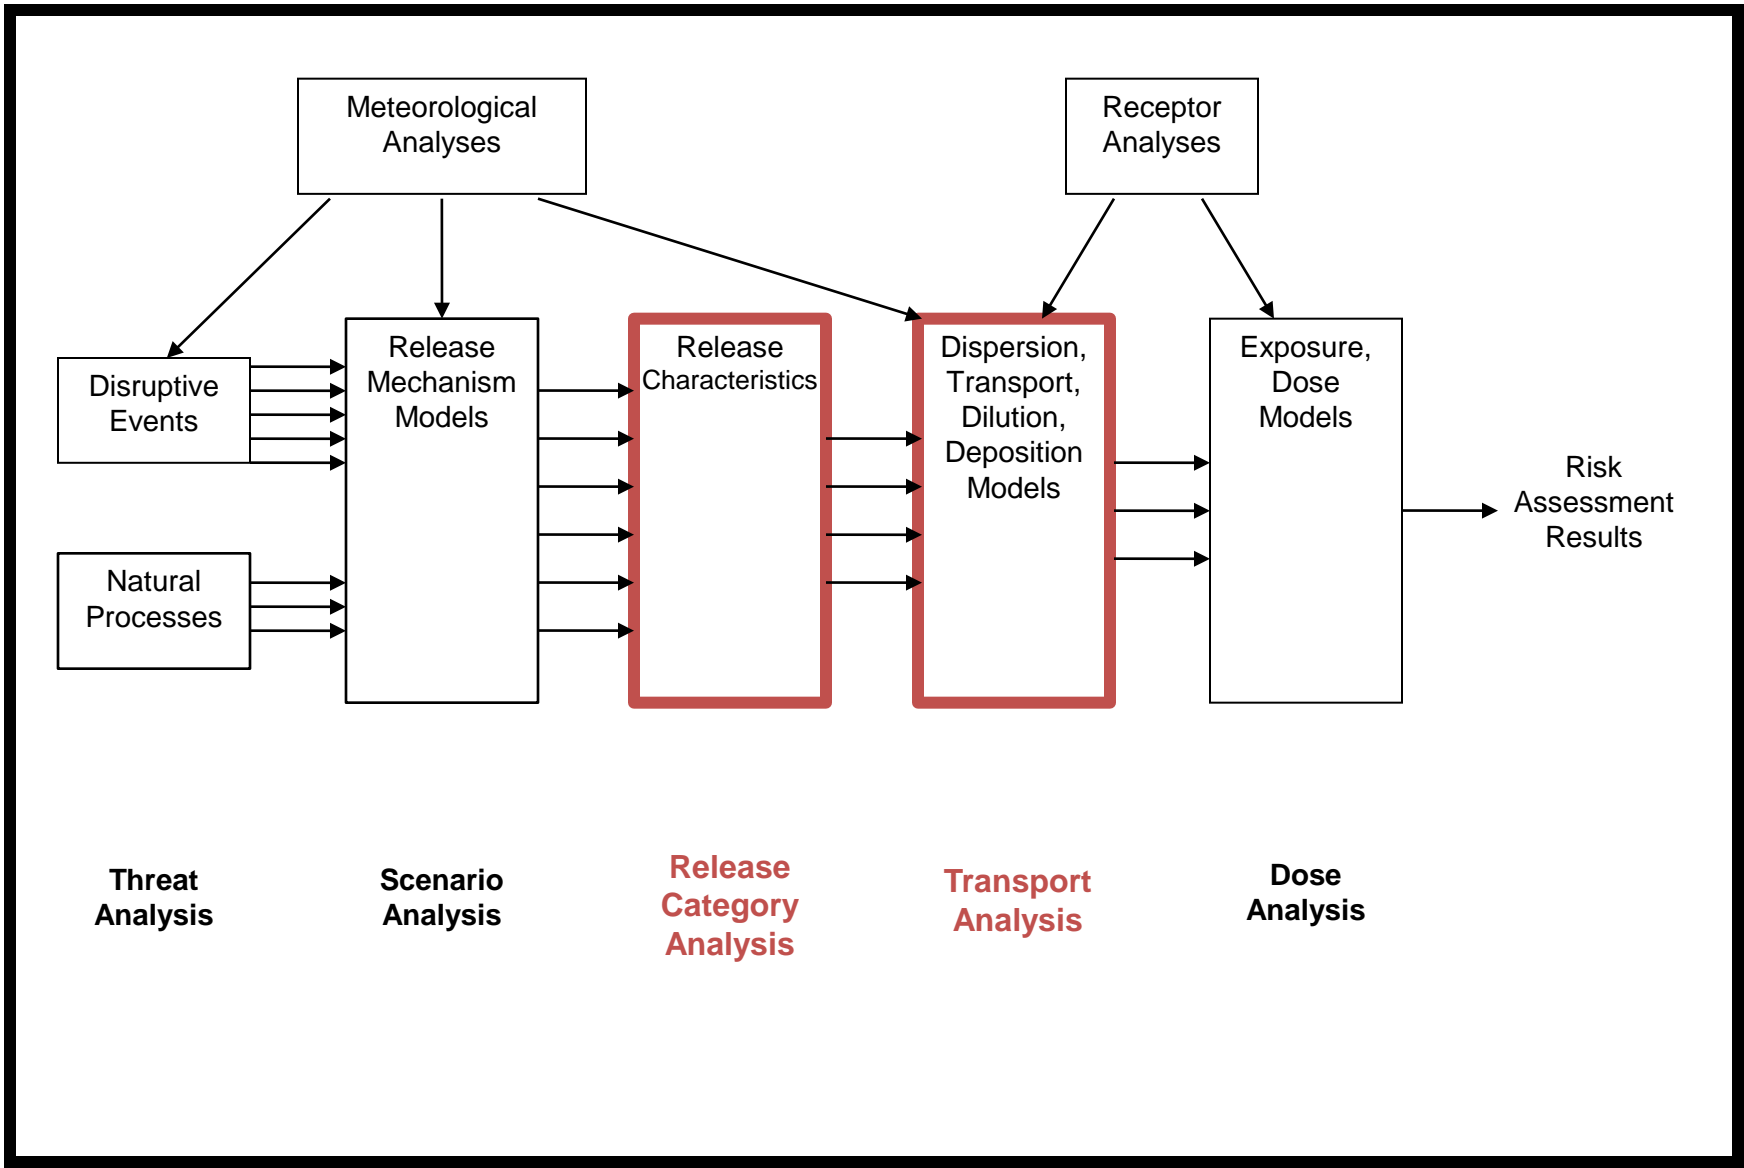 Meteorological
Analyses
Receptor
Analyses
Disruptive
Events
Natural
Processes
Release
Mechanism
Models
Release
Characteristics
Dispersion,
Transport,
Dilution,
Deposition
Models
Exposure,
Dose
Models
Risk
Assessment
Results
Threat
Analysis
Scenario
Analysis
Release
Category
Analysis
Transport
Analysis
Dose
Analysis